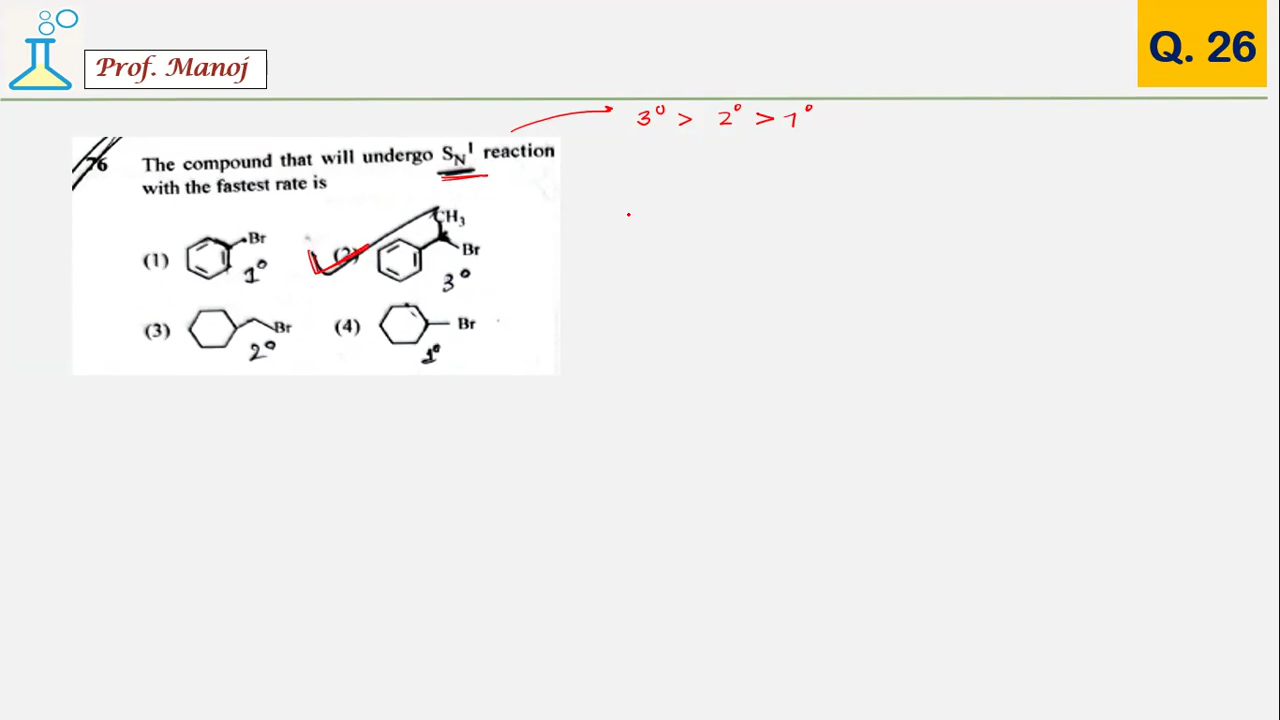 Prof. Manoj
Q. 26
3° > 2° > 1°
76 The compound that will undergo SN1 reaction
with the fastest rate is
(1) Br 1° (2) CH3 Br 3°
(3) Br 2° (4) Br 1°